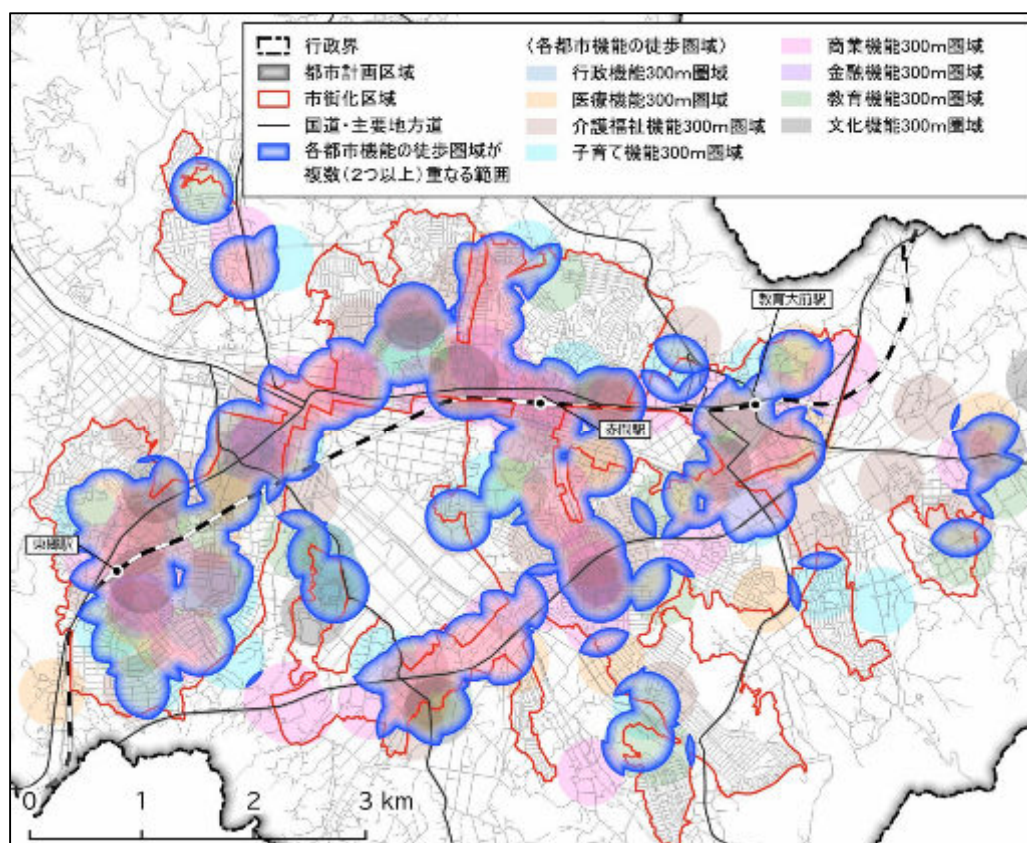 行政界
都市計画区域
市街化区域
国道・主要地方道
各都市機能の徒歩圏域が
複数(2つ以上)重なる範囲
〈各都市機能の徒歩圏域〉
行政機能300m圏域
医療機能300m圏域
介護福祉機能300m圏域
子育て機能300m圏域
商業機能300m圏域
金融機能300m圏域
教育機能300m圏域
文化機能300m圏域
教育大前駅
赤間駅
東郷駅
0 1 2 3 km